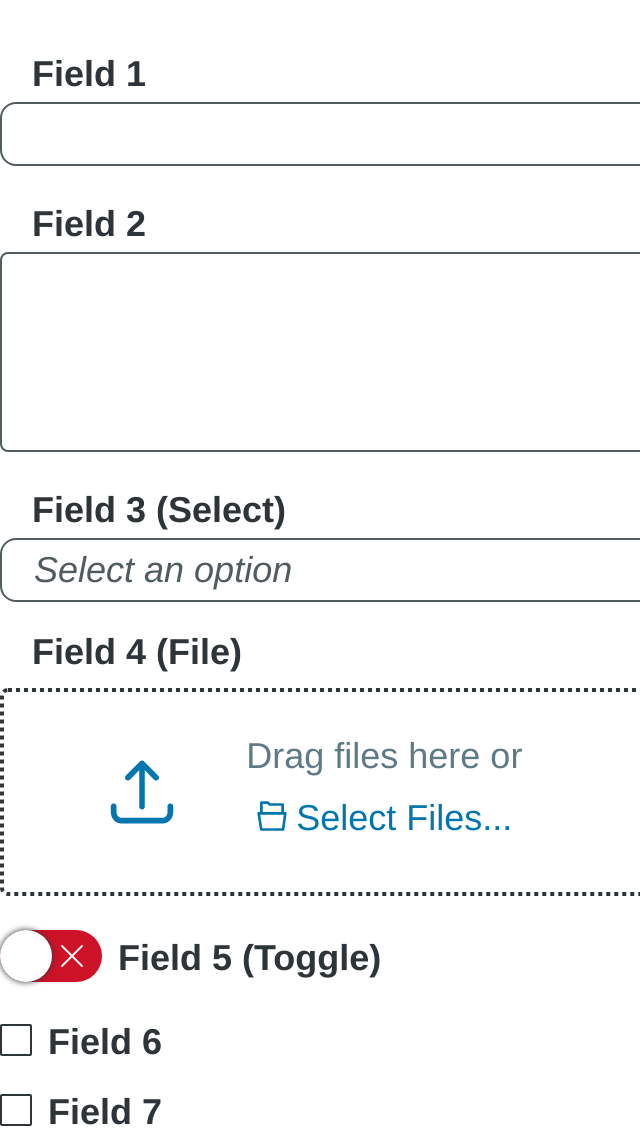 Field 1
Field 2
Field 3 (Select)
Select an option
Field 4 (File)
Drag files here or
Select Files...
Field 5 (Toggle)
Field 6
Field 7